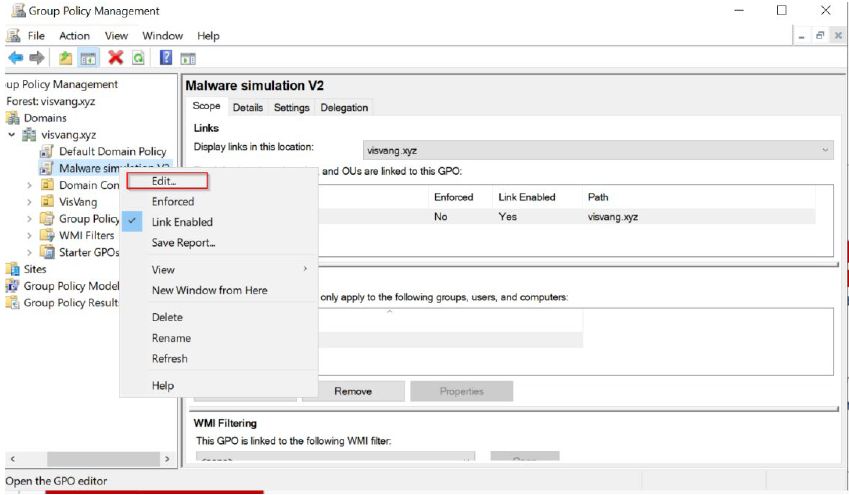 Group Policy Management
File Action View Window Help
up Policy Management
Forest: visvang.xyz
Domains
visvang.xyz
Default Domain Policy
Malware simulation V2
Domain Con
VisVang
Group Policy
WMI Filters
Starter GPOs
Sites
Group Policy Model
Group Policy Result
Edit...
Enforced
Link Enabled
Save Report...
View
New Window from Here
Delete
Rename
Refresh
Help
Malware simulation V2
Scope Details Settings Delegation
Links
Display links in this location: visvang.xyz
and OUs are linked to this GPO:
Enforced Link Enabled Path
No Yes visvang.xyz
only apply to the following groups, users, and computers:
Remove Properties
WMI Filtering
This GPO is linked to the following WMI filter:
Open the GPO editor